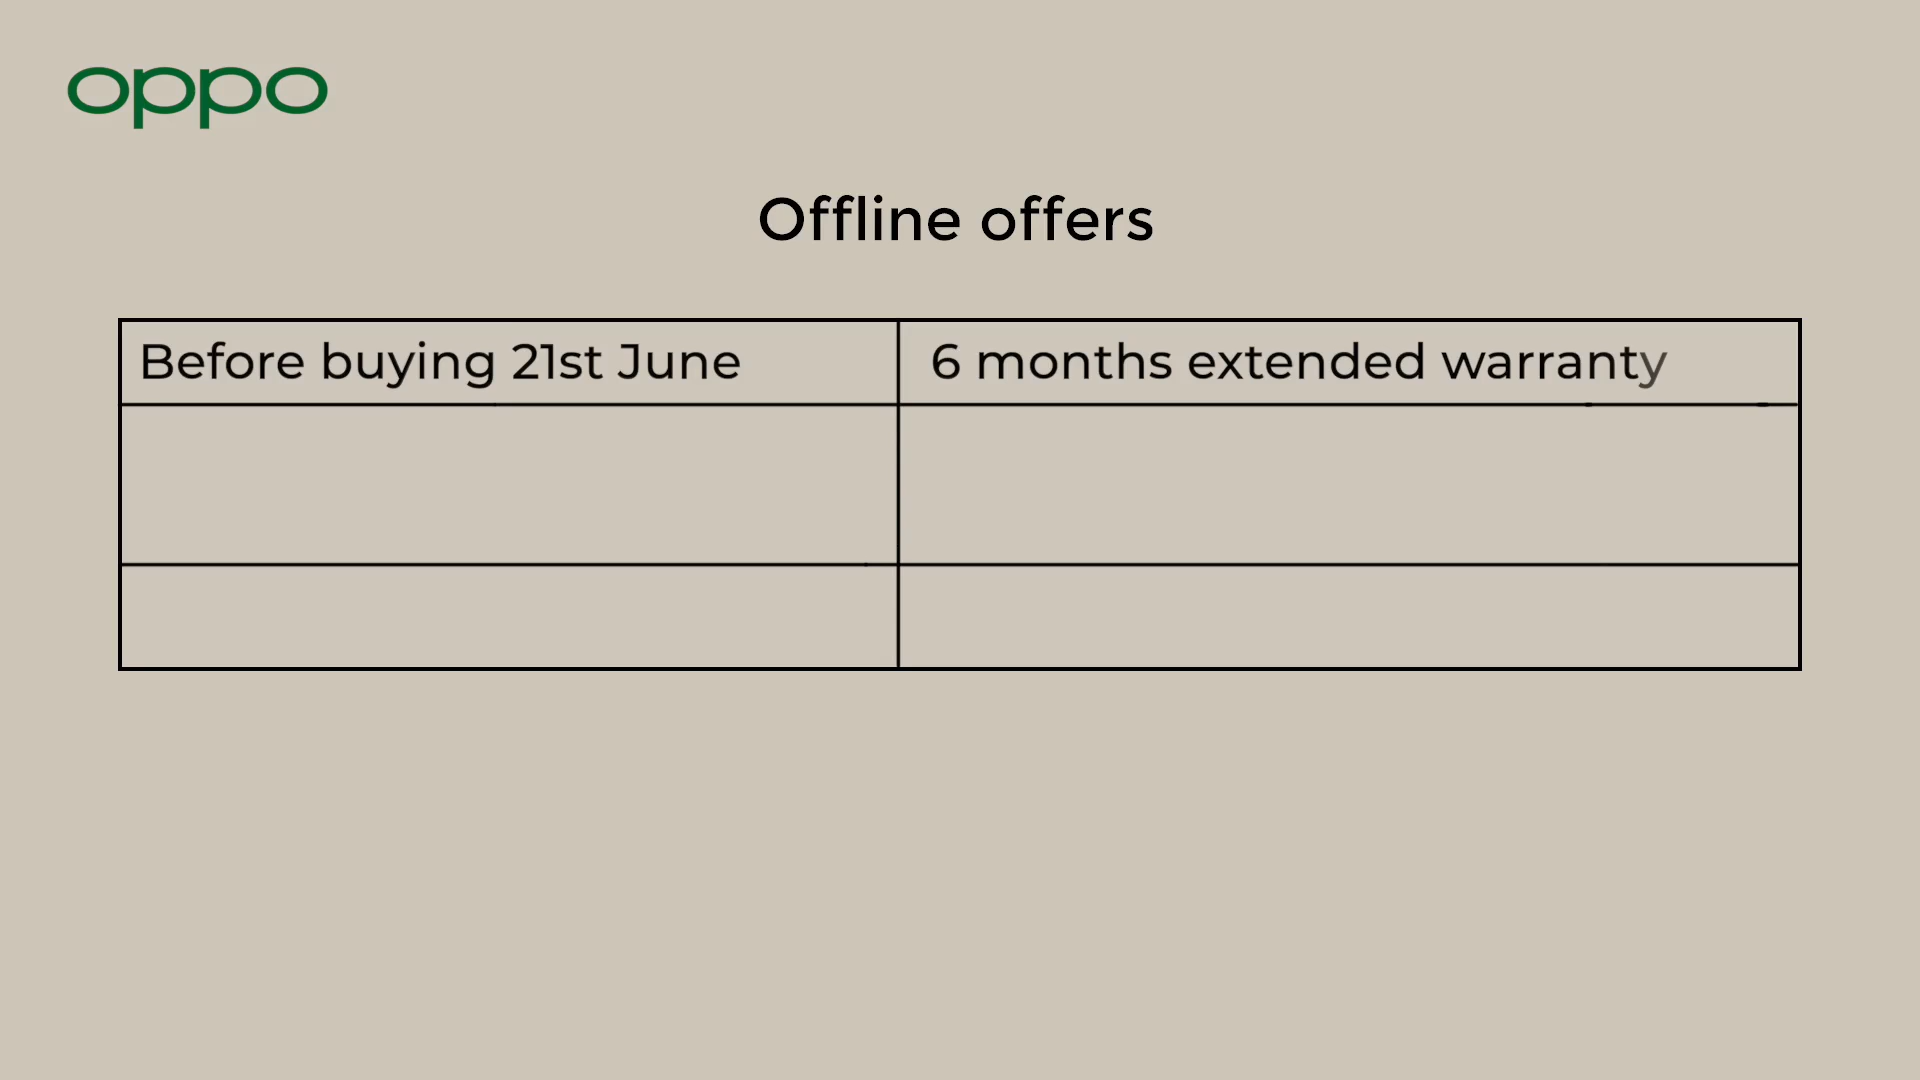 oppo
Offline offers
Before buying 21st June
6 months extended warranty